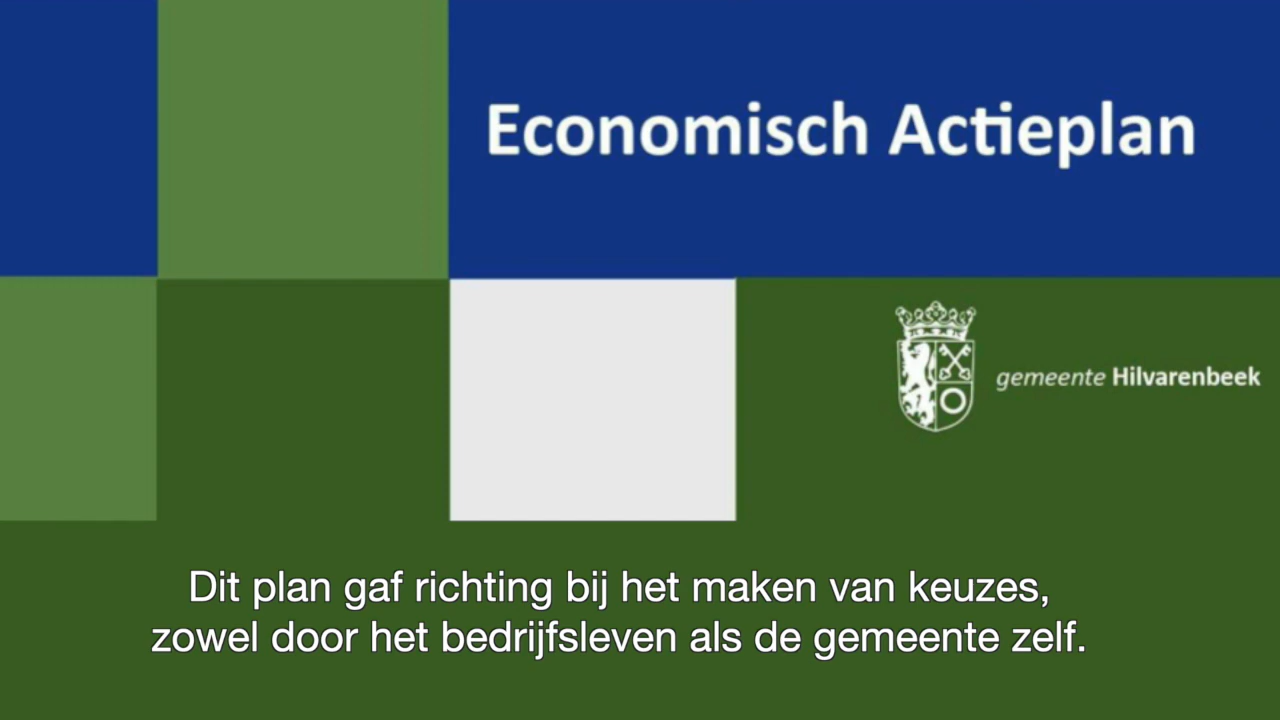 Economisch Actieplan
gemeente Hilvarenbeek
Dit plan gaf richting bij het maken van keuzes,
zowel door het bedrijfsleven als de gemeente zelf.